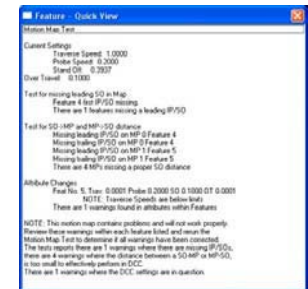 Feature - Quick View
Motion Map Test
Current Settings
Traverse Speed: 1.0000
Probe Speed: 0.2000
Stand Off: 0.3937
Over Travel: 0.1000
Test for missing leading SO in Map
Feature 4 first IP/SO missing.
There are 1 features missing a leading IP/SO
Test for SO->MP and MP->SO distance
Missing leading IP/SO on MP 0 Feature 4
Missing trailing IP/SO on MP 0 Feature 4
Missing leading IP/SO on MP 1 Feature 5
Missing trailing IP/SO on MP 1 Feature 5
There are 4 MPs missing a proper SO distance
Attribute Changes
Feat No. 5, Trav: 0.0001 Probe 0.2000 SO 0.1000 OT 0.0001
NOTE: Traverse Speeds are below limits
There are 1 warnings found in attributes within Features
NOTE: This motion map contains problems and will not work properly.
Review these warnings within each feature listed and rerun the
Motion Map Test to determine if all warnings have been corrected.
The tests reports there are 1 warnings where there are missing IP/SOs,
there are 4 warnings where the distance between a SO-MP or MP-SO,
is too small to effectively perform in DCC.
There are 1 warnings where the DCC settings are in question.